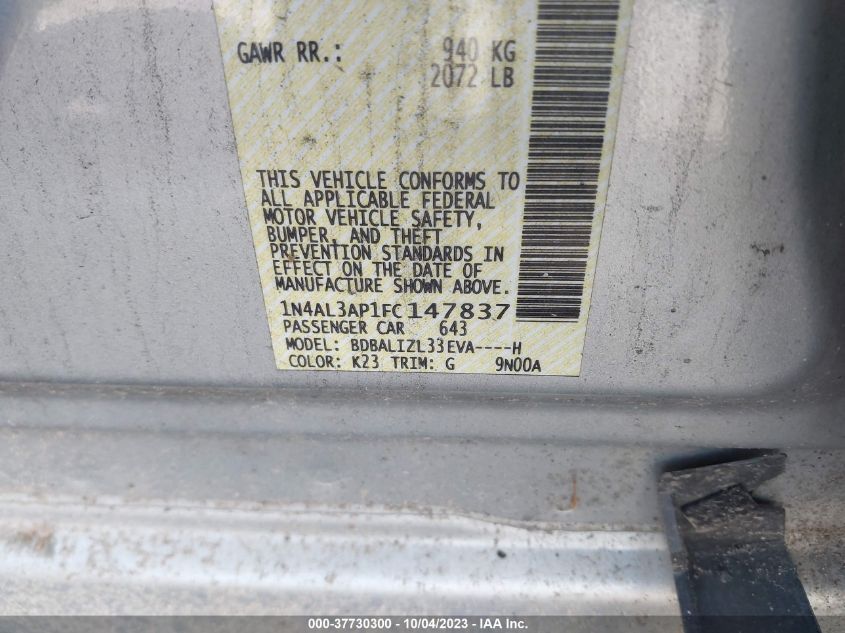 GAWR RR.: 940 KG
2072 LB
THIS VEHICLE CONFORMS TO
ALL APPLICABLE FEDERAL
MOTOR VEHICLE SAFETY,
BUMPER, AND THEFT
PREVENTION STANDARDS IN
EFFECT ON THE DATE OF
MANUFACTURE SHOWN ABOVE.
1N4AL3AP1FC147837
PASSENGER CAR 643
MODEL: BDBALIZL33EVA----H
COLOR: K23 TRIM: G 9N00A
000-37730300 - 10/04/2023 - IAA Inc.